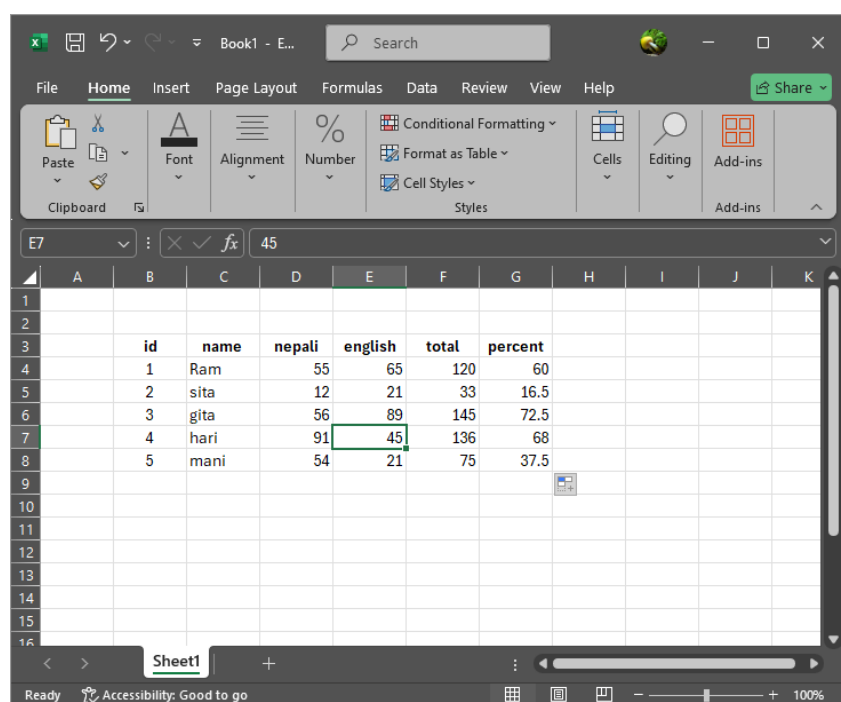 Book1 - E... Search
File Home Insert Page Layout Formulas Data Review View Help Share
Paste Font Alignment Number Conditional Formatting Format as Table Cell Styles Cells Editing Add-ins
Clipboard Styles Add-ins
E7 fx 45
A B C D E F G H I J K
1
2
3 id name nepali english total percent
4 1 Ram 55 65 120 60
5 2 sita 12 21 33 16.5
6 3 gita 56 89 145 72.5
7 4 hari 91 45 136 68
8 5 mani 54 21 75 37.5
9
10
11
12
13
14
15
16
Sheet1
Ready Accessibility: Good to go 100%